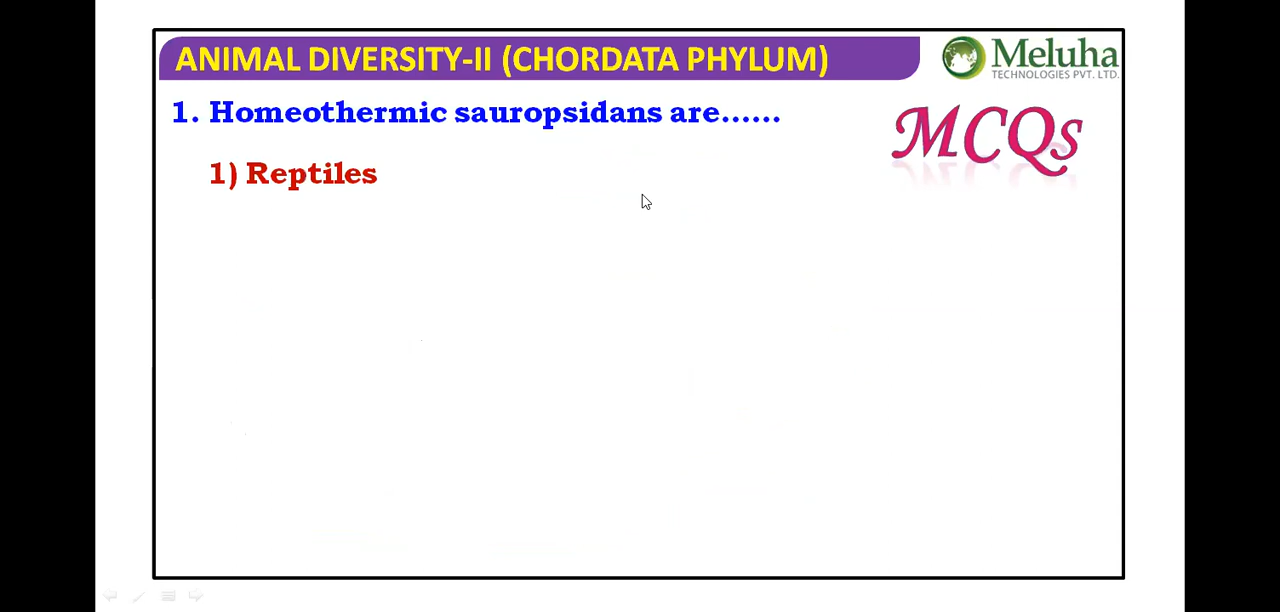 ANIMAL DIVERSITY-II (CHORDATA PHYLUM)
Meluha
TECHNOLOGIES PVT. LTD.
1. Homeothermic sauropsidans are......
MCQs
1) Reptiles